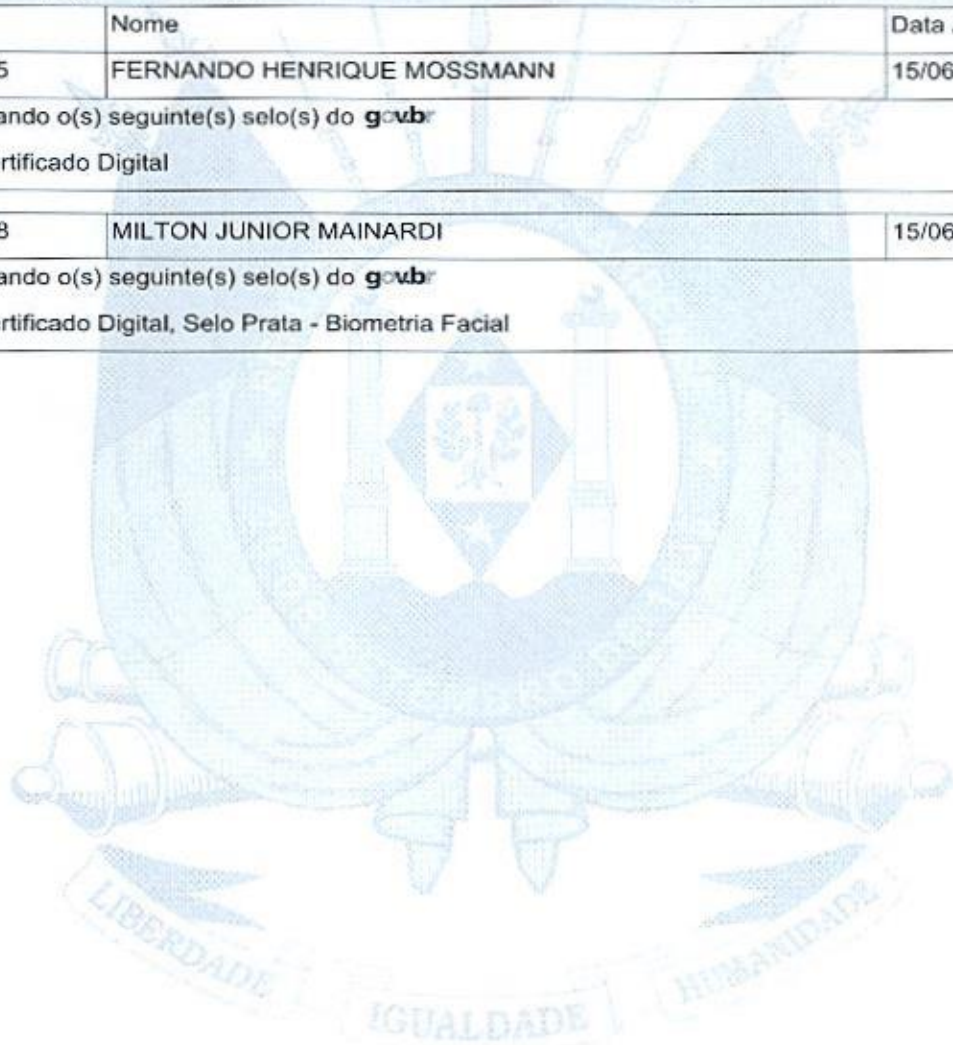 Nome Data
5 FERNANDO HENRIQUE MOSSMANN 15/06
ando o(s) seguinte(s) selo(s) do gov.br
rtificado Digital
8 MILTON JUNIOR MAINARDI 15/06
ando o(s) seguinte(s) selo(s) do gov.br
rtificado Digital, Selo Prata - Biometria Facial
LIBERDADE IGUALDADE HUMANIDADE